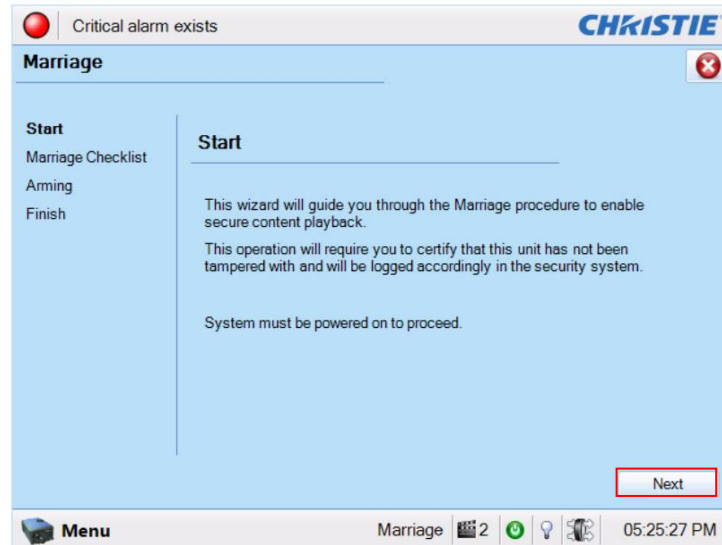 Critical alarm exists
CHRISTIE
Marriage
Start
Marriage Checklist
Arming
Finish
Start
This wizard will guide you through the Marriage procedure to enable
secure content playback.
This operation will require you to certify that this unit has not been
tampered with and will be logged accordingly in the security system.
System must be powered on to proceed.
Next
Menu
Marriage
2
05:25:27 PM